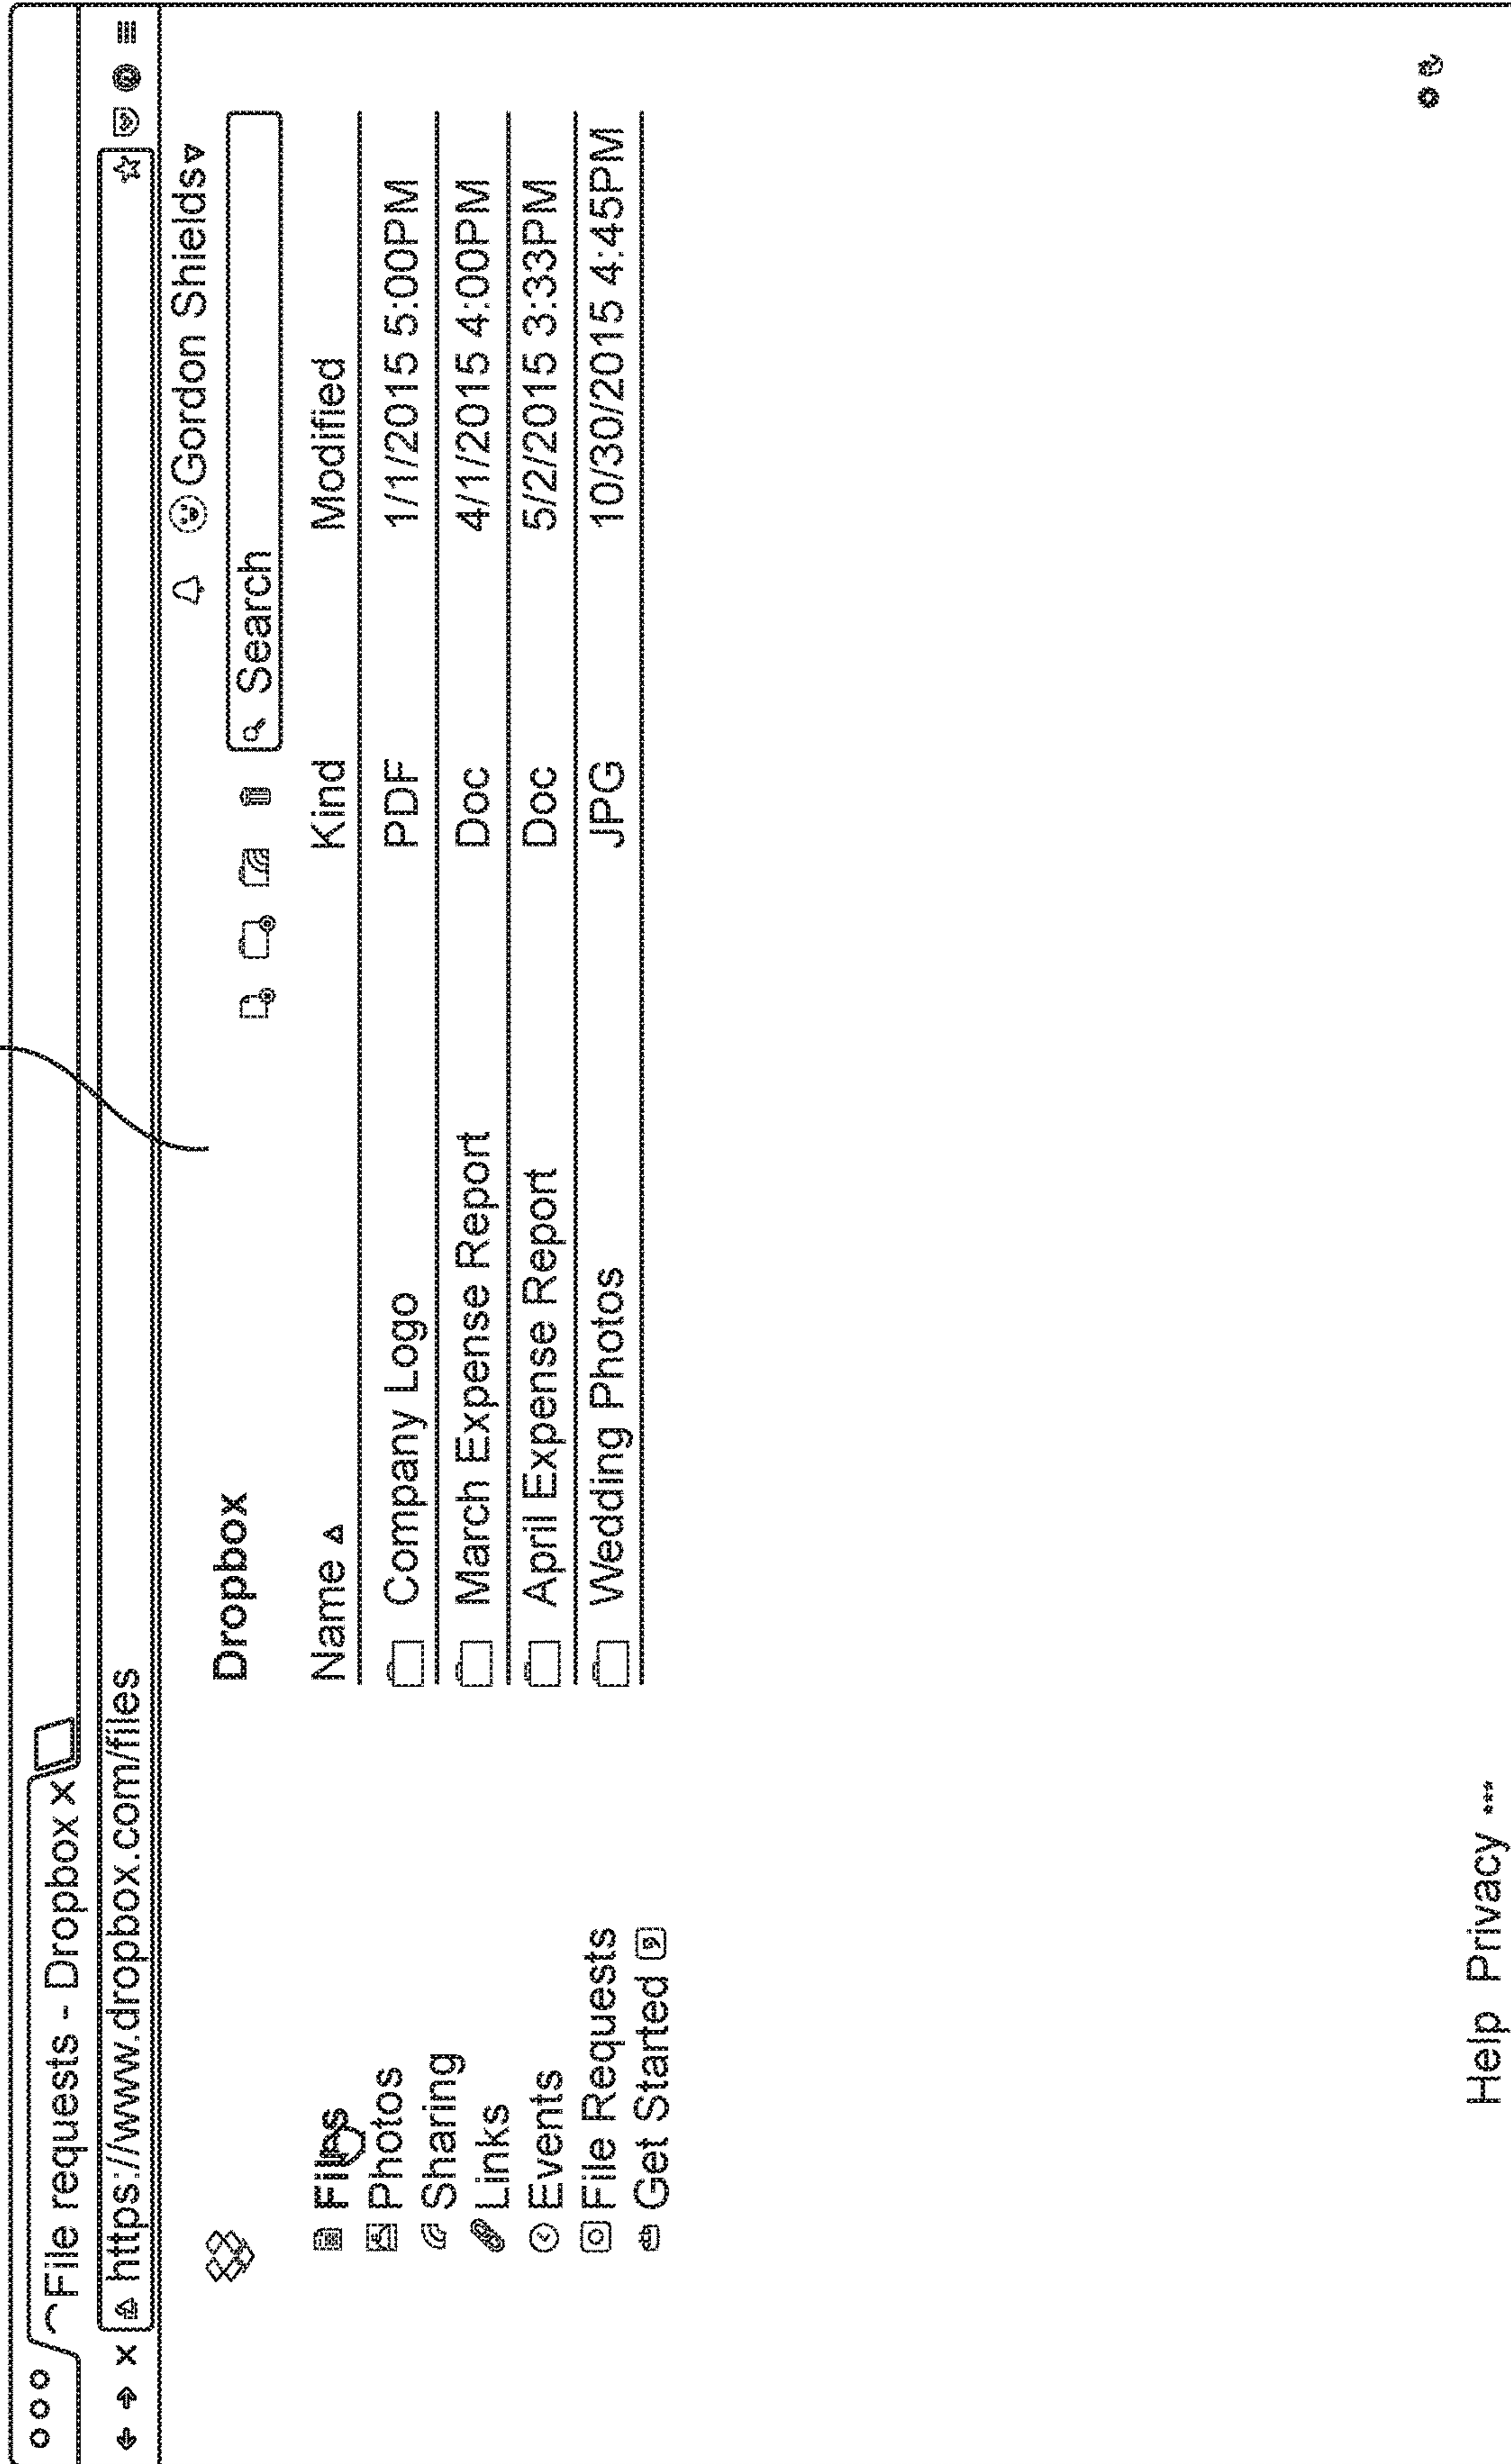 File requests - Dropbox x
https://www.dropbox.com/files
Gordon Shields
Dropbox
Search
Name Kind Modified
Company Logo PDF 1/1/2015 5:00PM
March Expense Report Doc 4/1/2015 4:00PM
April Expense Report Doc 5/2/2015 3:33PM
Wedding Photos JPG 10/30/2015 4:45PM
Files
Photos
Sharing
Links
Events
File Requests
Get Started
Help Privacy •••